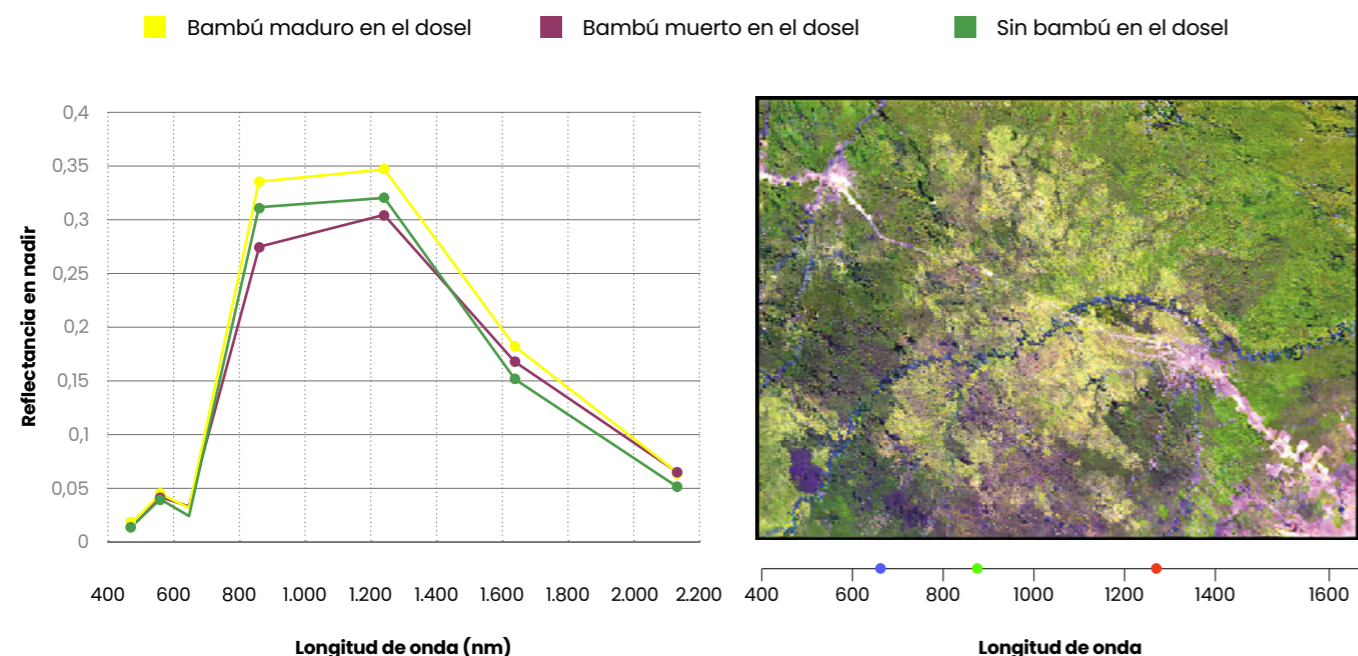 Bambú maduro en el dosel
Bambú muerto en el dosel
Sin bambú en el dosel
Reflectancia en nadir
0,4
0,35
0,3
0,25
0,2
0,15
0,1
0,05
0
400 600 800 1.000 1.200 1.400 1.600 1.800 2.000 2.200
Longitud de onda (nm)
400 600 800 1000 1200 1400 1600
Longitud de onda